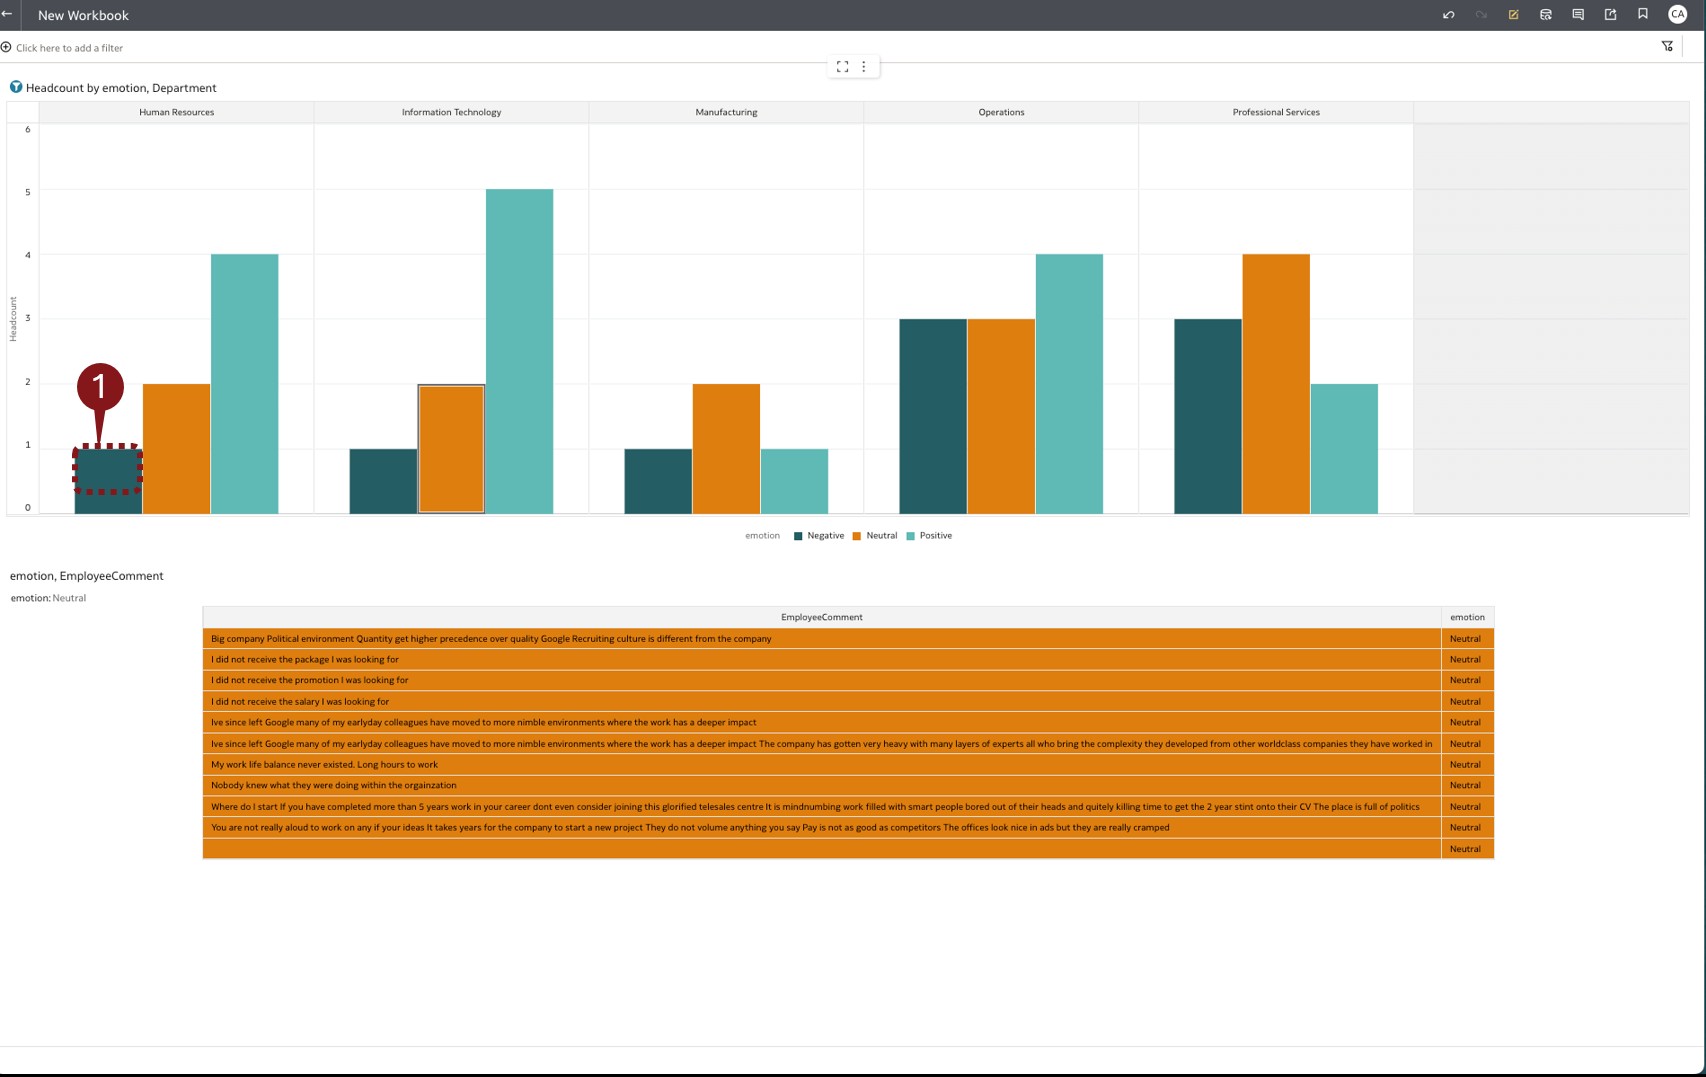 New Workbook
CA
Click here to add a filter
Headcount by emotion, Department
Human Resources Information Technology Manufacturing Operations Professional Services
6
5
4
3
2
1
0
Headcount
1
emotion Negative Neutral Positive
emotion, EmployeeComment
emotion: Neutral
EmployeeComment emotion
Big company Political environment Quantity get higher precedence over quality Google Recruiting culture is different from the company Neutral
I did not receive the package I was looking for Neutral
I did not receive the promotion I was looking for Neutral
I did not receive the salary I was looking for Neutral
Ive since left Google many of my earlyday colleagues have moved to more nimble environments where the work has a deeper impact Neutral
Ive since left Google many of my earlyday colleagues have moved to more nimble environments where the work has a deeper impact The company has gotten very heavy with many layers of experts all who bring the complexity they developed from other worldclass companies they have worked in Neutral
My work life balance never existed. Long hours to work Neutral
Nobody knew what they were doing within the orgainzation Neutral
Where do I start If you have completed more than 5 years work in your career dont even consider joining this glorified telesales centre It is mindnumbing work filled with smart people bored out of their heads and quitely killing time to get the 2 year stint onto their CV The place is full of politics Neutral
You are not really aloud to work on any if your ideas It takes years for the company to start a new project They do not volume anything you say Pay is not as good as competitors The offices look nice in ads but they are really cramped Neutral
Neutral